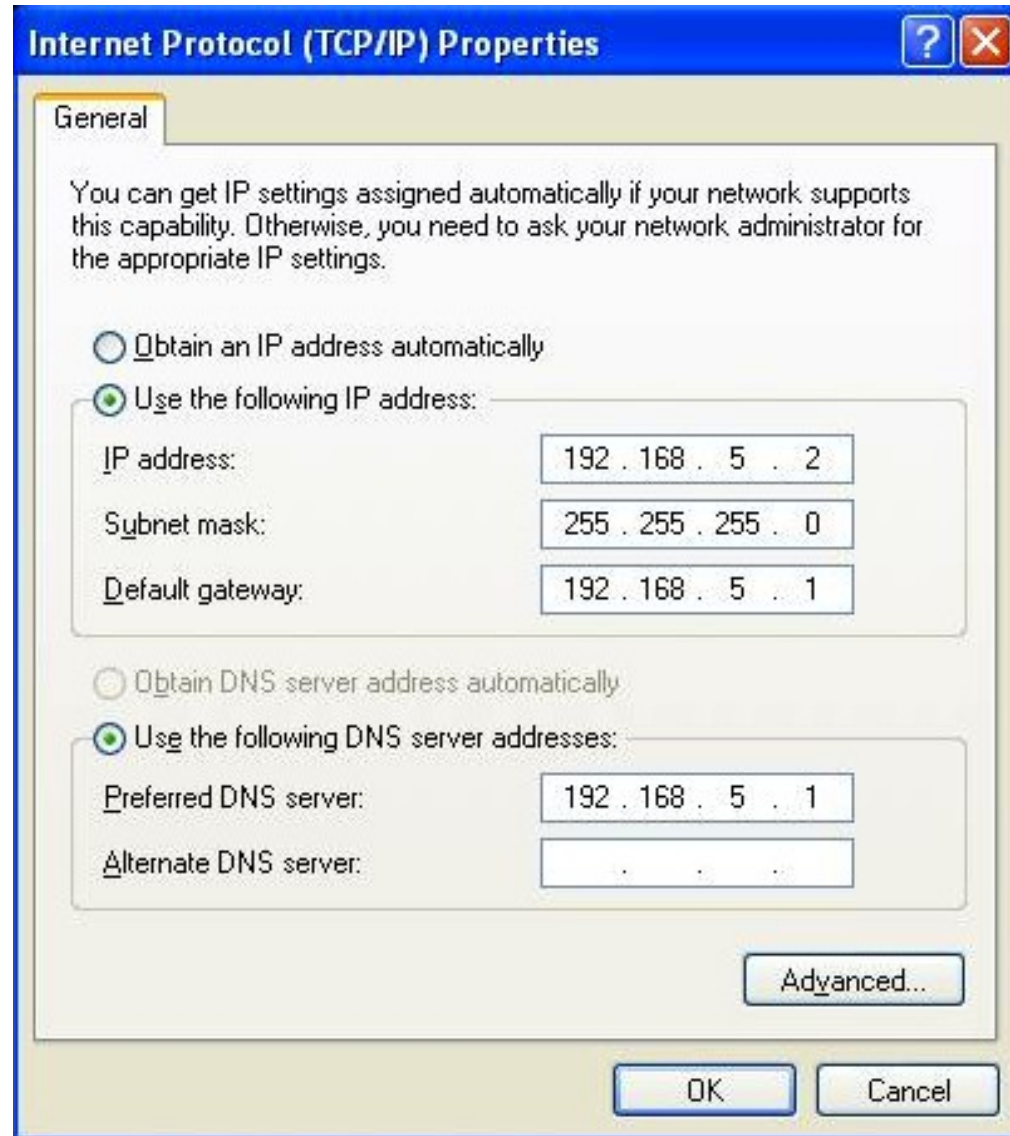 Internet Protocol (TCP/IP) Properties
General
You can get IP settings assigned automatically if your network supports
this capability. Otherwise, you need to ask your network administrator for
the appropriate IP settings.
Obtain an IP address automatically
Use the following IP address:
IP address: 192 . 168 . 5 . 2
Subnet mask: 255 . 255 . 255 . 0
Default gateway: 192 . 168 . 5 . 1
Obtain DNS server address automatically
Use the following DNS server addresses:
Preferred DNS server: 192 . 168 . 5 . 1
Alternate DNS server: . . .
Advanced...
OK Cancel